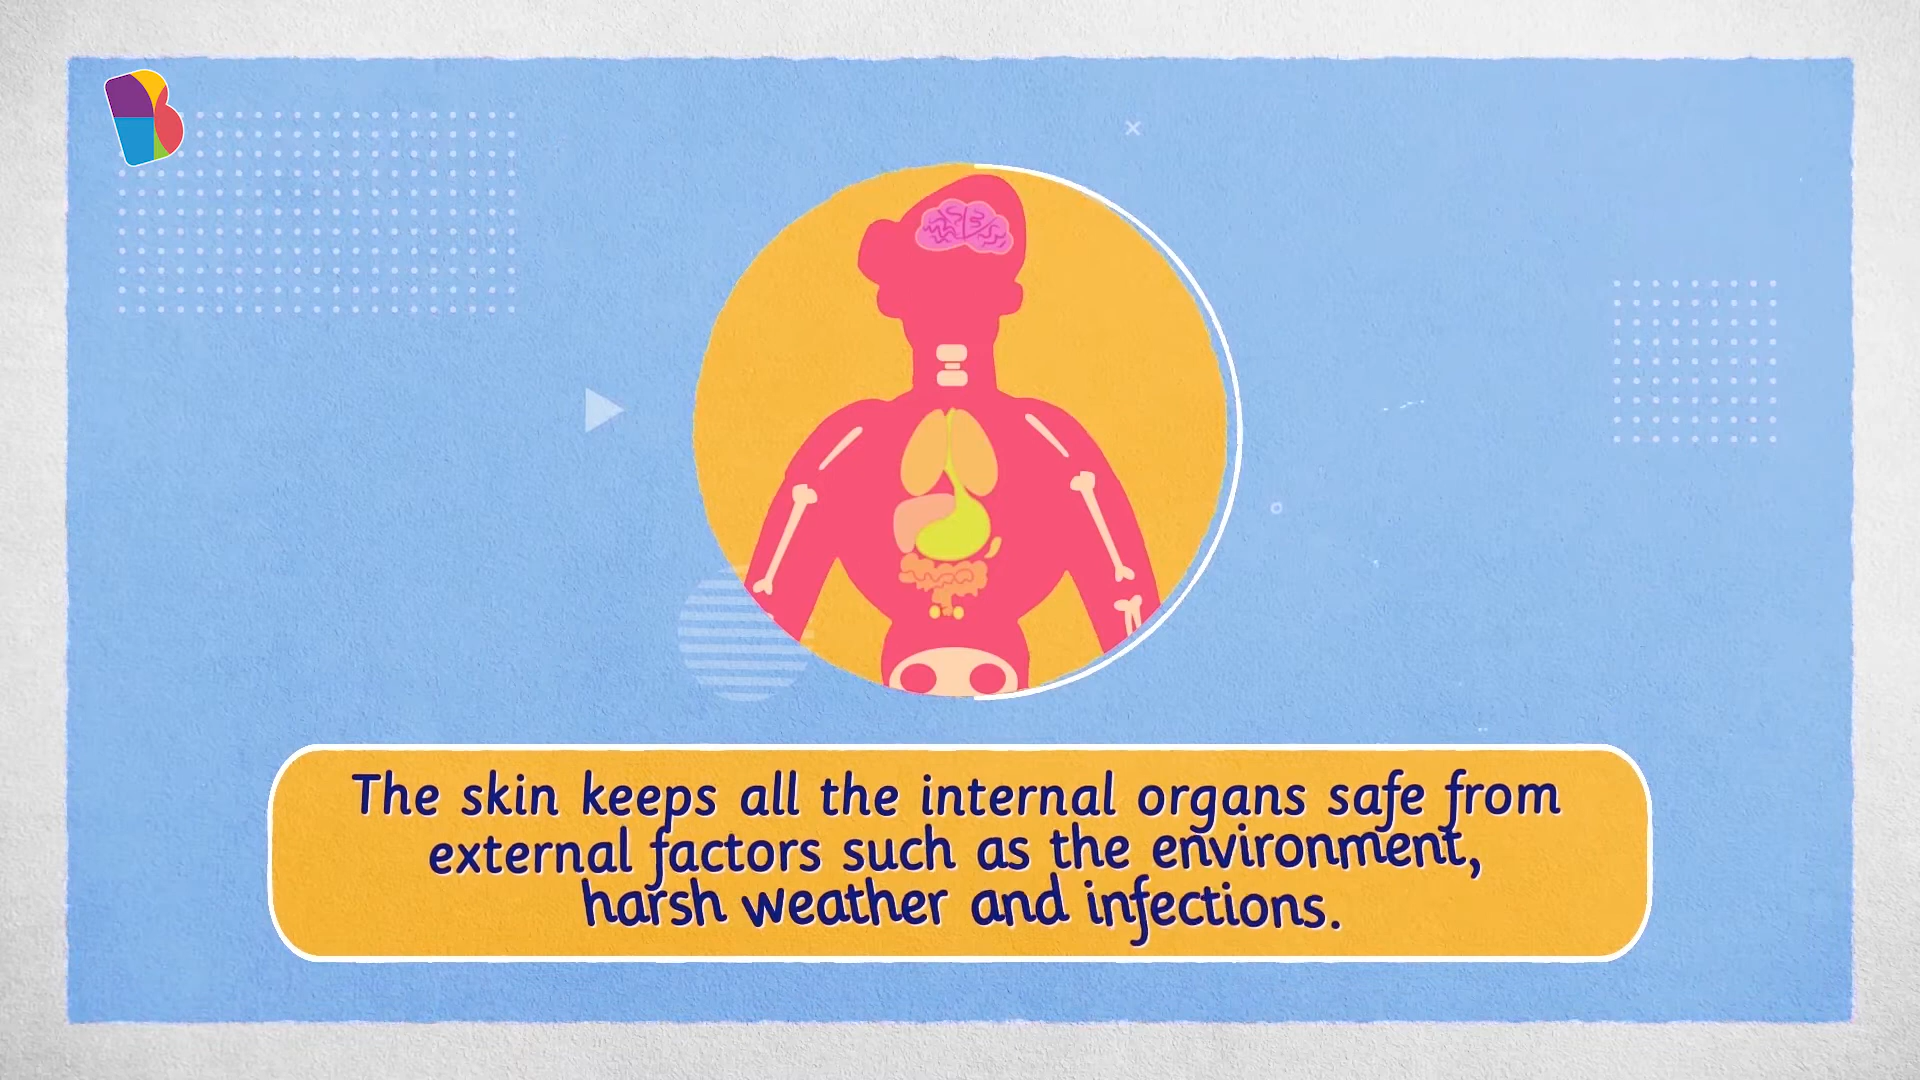 B
The skin keeps all the internal organs safe from
external factors such as the environment,
harsh weather and infections.